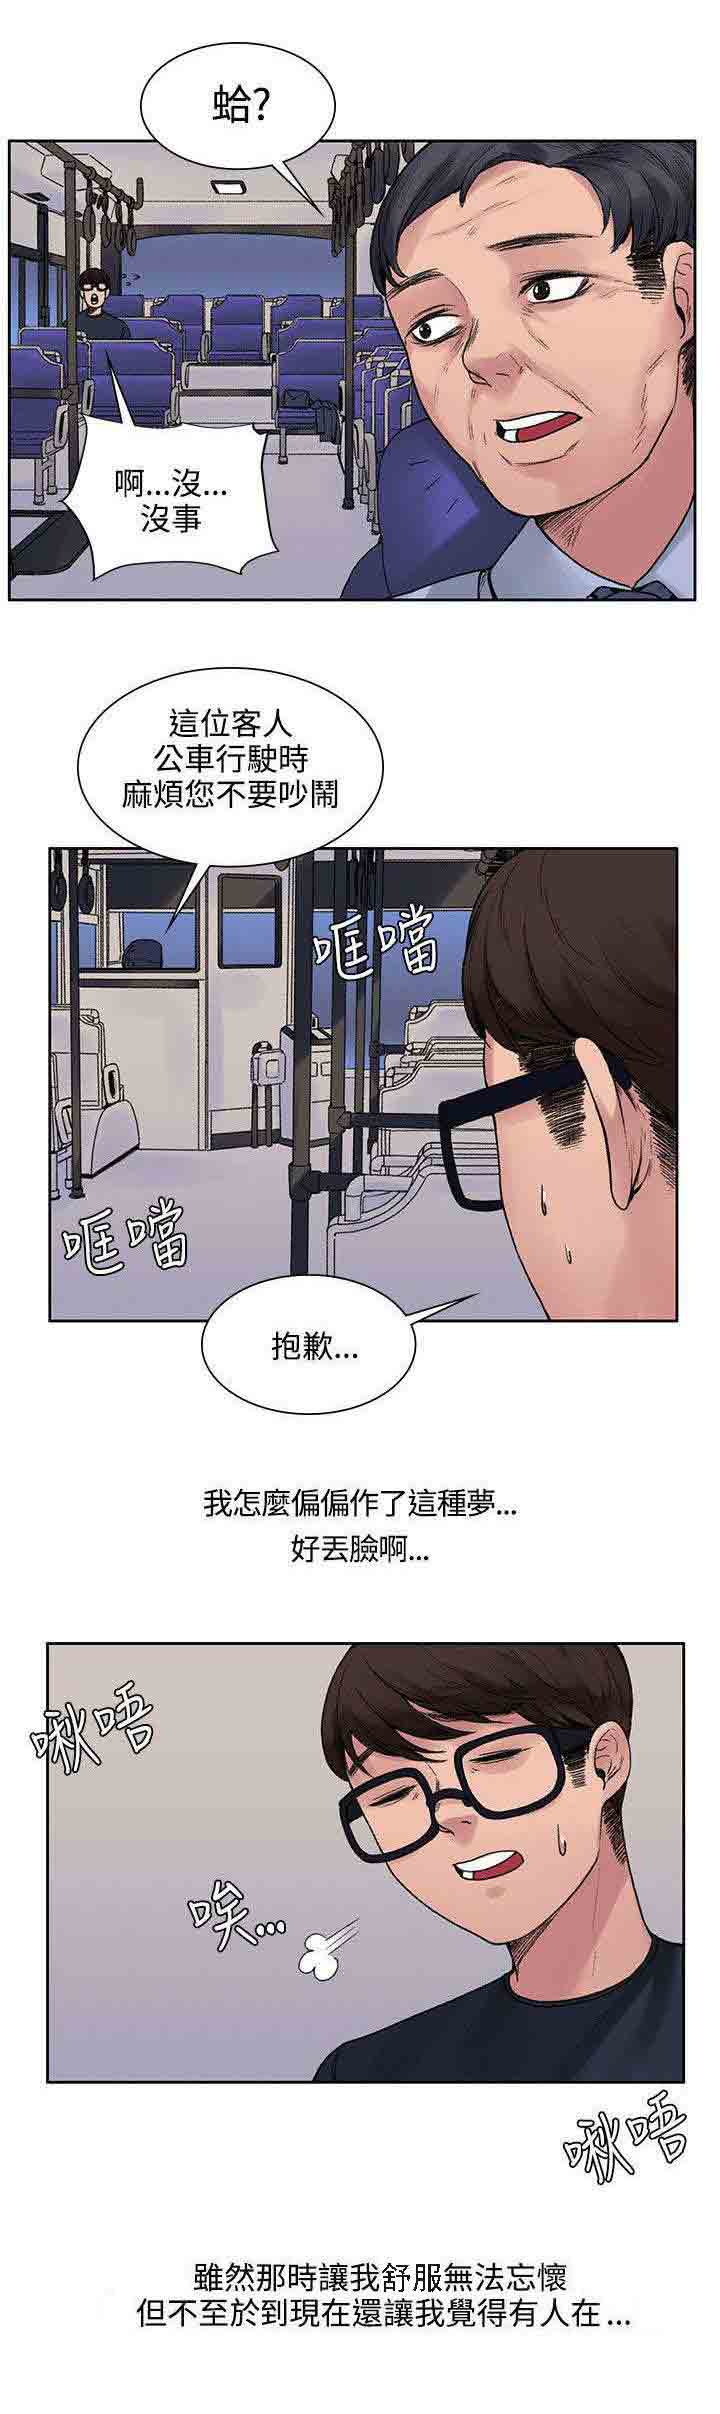 蛤?
啊...沒...
沒事
這位客人
公車行駛時
麻煩您不要吵鬧
哐噹
哐噹
抱歉...
我怎麼偏偏作了這種夢...
好丟臉啊...
啾唔
唉...
啾唔
雖然那時讓我舒服無法忘懷
但不至於到現在還讓我覺得有人在...